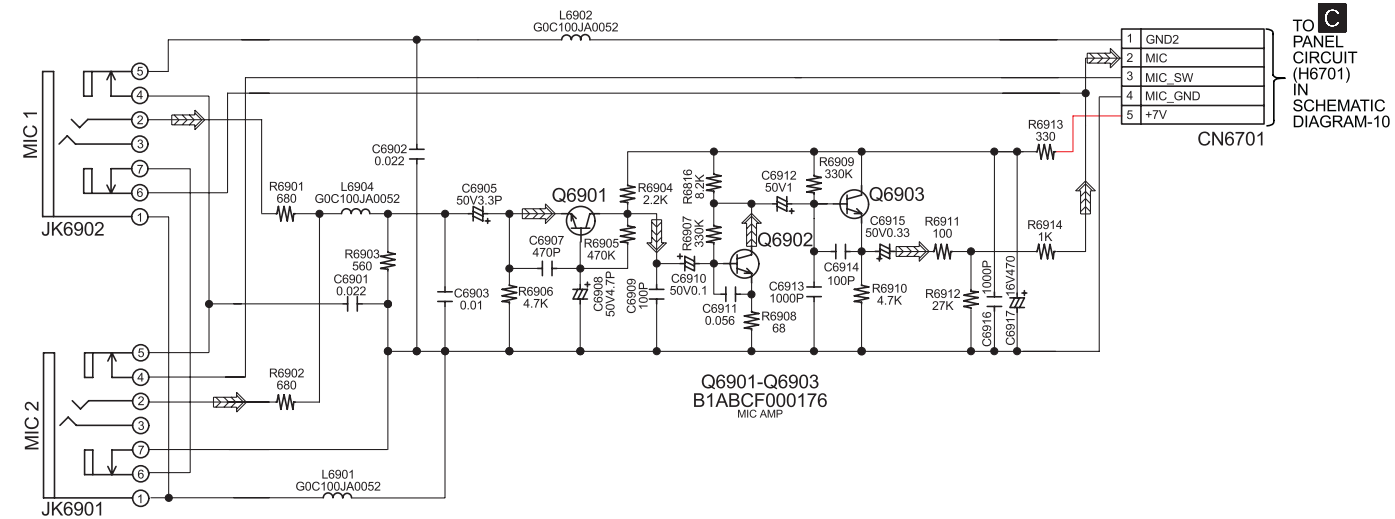 L6902
G0C100JA0052
TO C
PANEL
CIRCUIT
(H6701)
IN
SCHEMATIC
DIAGRAM-10
1 GND2
2 MIC
3 MIC_SW
4 MIC_GND
5 +7V
CN6701
MIC 1
5
4
2
3
7
6
1
JK6902
C6902
0.022
R6901
680
L6904
G0C100JA0052
R6903
560
C6901
0.022
C6905
50V3.3P
+
C6903
0.01
Q6901
C6907
470P
R6906
4.7K
R6905
470K
C6908
50V4.7P
+
R6904
2.2K
C6909
100P
R6816
8.2K
R6907
330K
+
C6910
50V0.1
Q6902
C6911
0.056
R6908
68
C6912
50V1
+
R6909
330K
Q6903
C6914
100P
C6913
1000P
C6915
50V0.33
+
R6910
4.7K
R6911
100
R6912
27K
R6913
330
R6914
1K
C6916
1000P
C6917
16V470
+
MIC 2
5
4
2
3
7
6
1
JK6901
R6902
680
L6901
G0C100JA0052
Q6901-Q6903
B1ABCF000176
MIC AMP